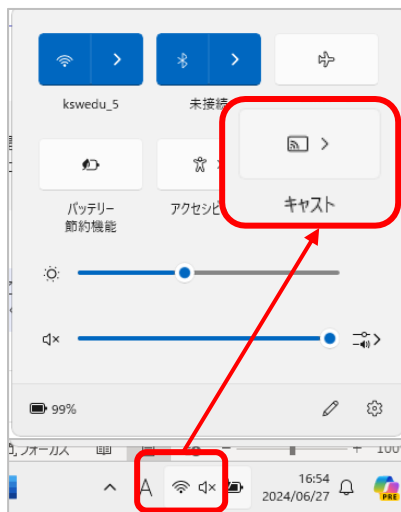 kswedu_5
未接続
キャスト
バッテリー
節約機能
アクセシビ
99%
フォーカス
100
A
16:54
2024/06/27
PRE